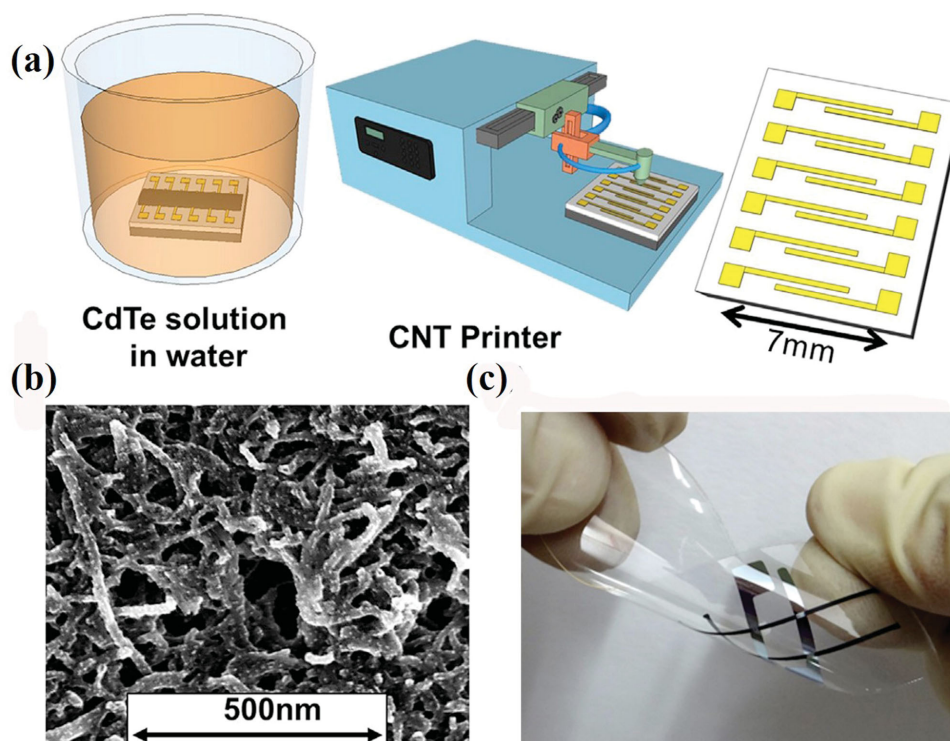 (a)
CdTe solution
in water
CNT Printer
7mm
(b)
(c)
500nm